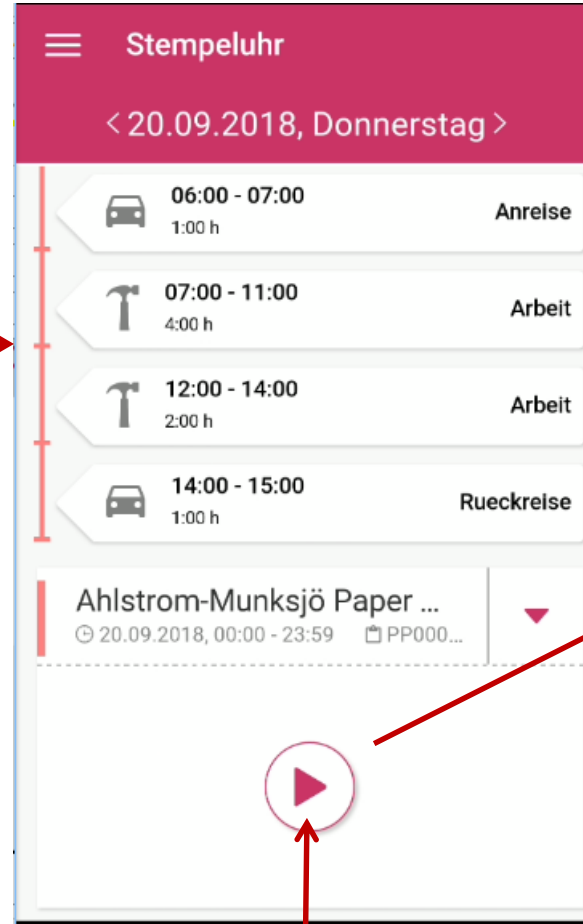 Stempeluhr
< 20.09.2018, Donnerstag >
06:00 - 07:00
1:00 h
Anreise
07:00 - 11:00
4:00 h
Arbeit
12:00 - 14:00
2:00 h
Arbeit
14:00 - 15:00
1:00 h
Rueckreise
Ahlstrom-Munksjö Paper ...
20.09.2018, 00:00 - 23:59 PP000...